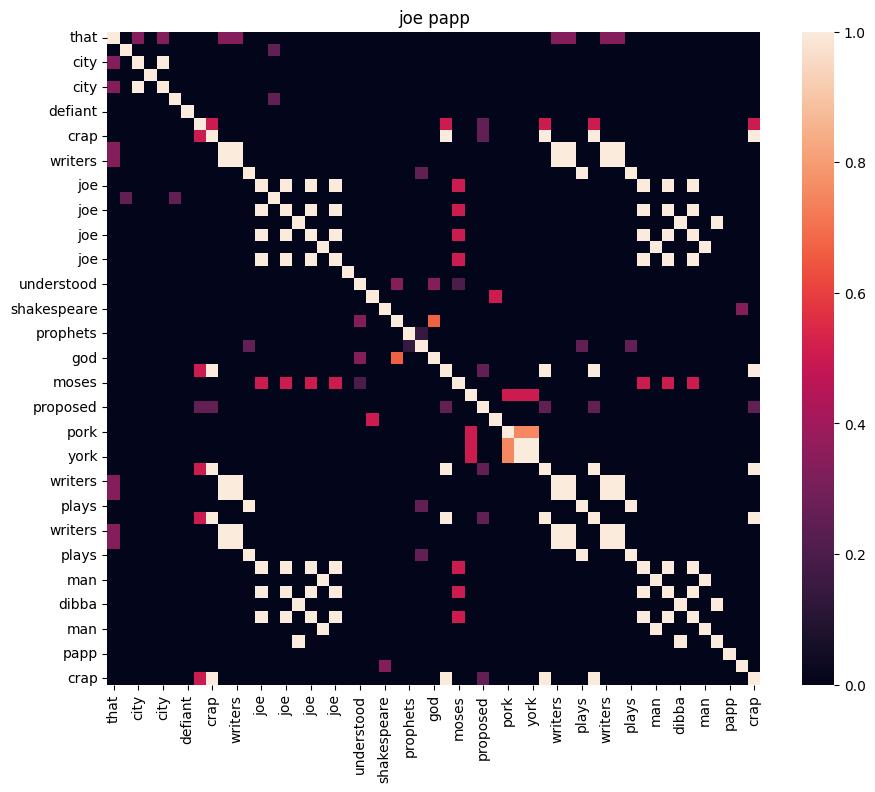 joe papp
that
city
city
defiant
crap
writers
joe
joe
joe
joe
understood
shakespeare
prophets
god
moses
proposed
pork
york
writers
plays
writers
plays
man
dibba
man
papp
crap
1.0
0.8
0.6
0.4
0.2
0.0
that
city
city
defiant
crap
writers
joe
joe
joe
joe
understood
shakespeare
prophets
god
moses
proposed
pork
york
writers
plays
writers
plays
man
dibba
man
papp
crap